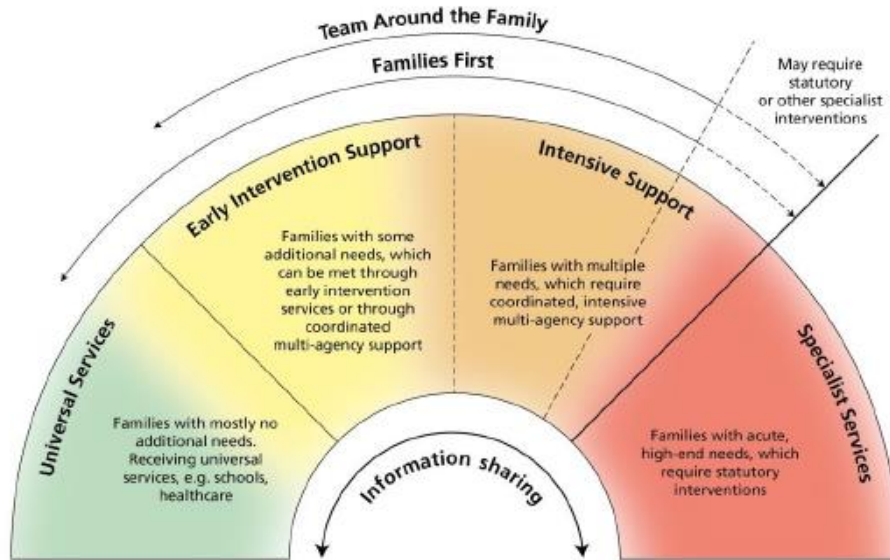 Team Around the Family
Families First
May require
statutory
or other specialist
interventions
Early Intervention Support
Intensive Support
Families with some
additional needs, which
can be met through
early intervention
services or through
coordinated
multi-agency support
Families with multiple
needs, which require
coordinated, intensive
multi-agency support
Universal Services
Specialist Services
Families with mostly no
additional needs.
Receiving universal
services, e.g. schools,
healthcare
Information sharing
Families with acute,
high-end needs, which
require statutory
interventions